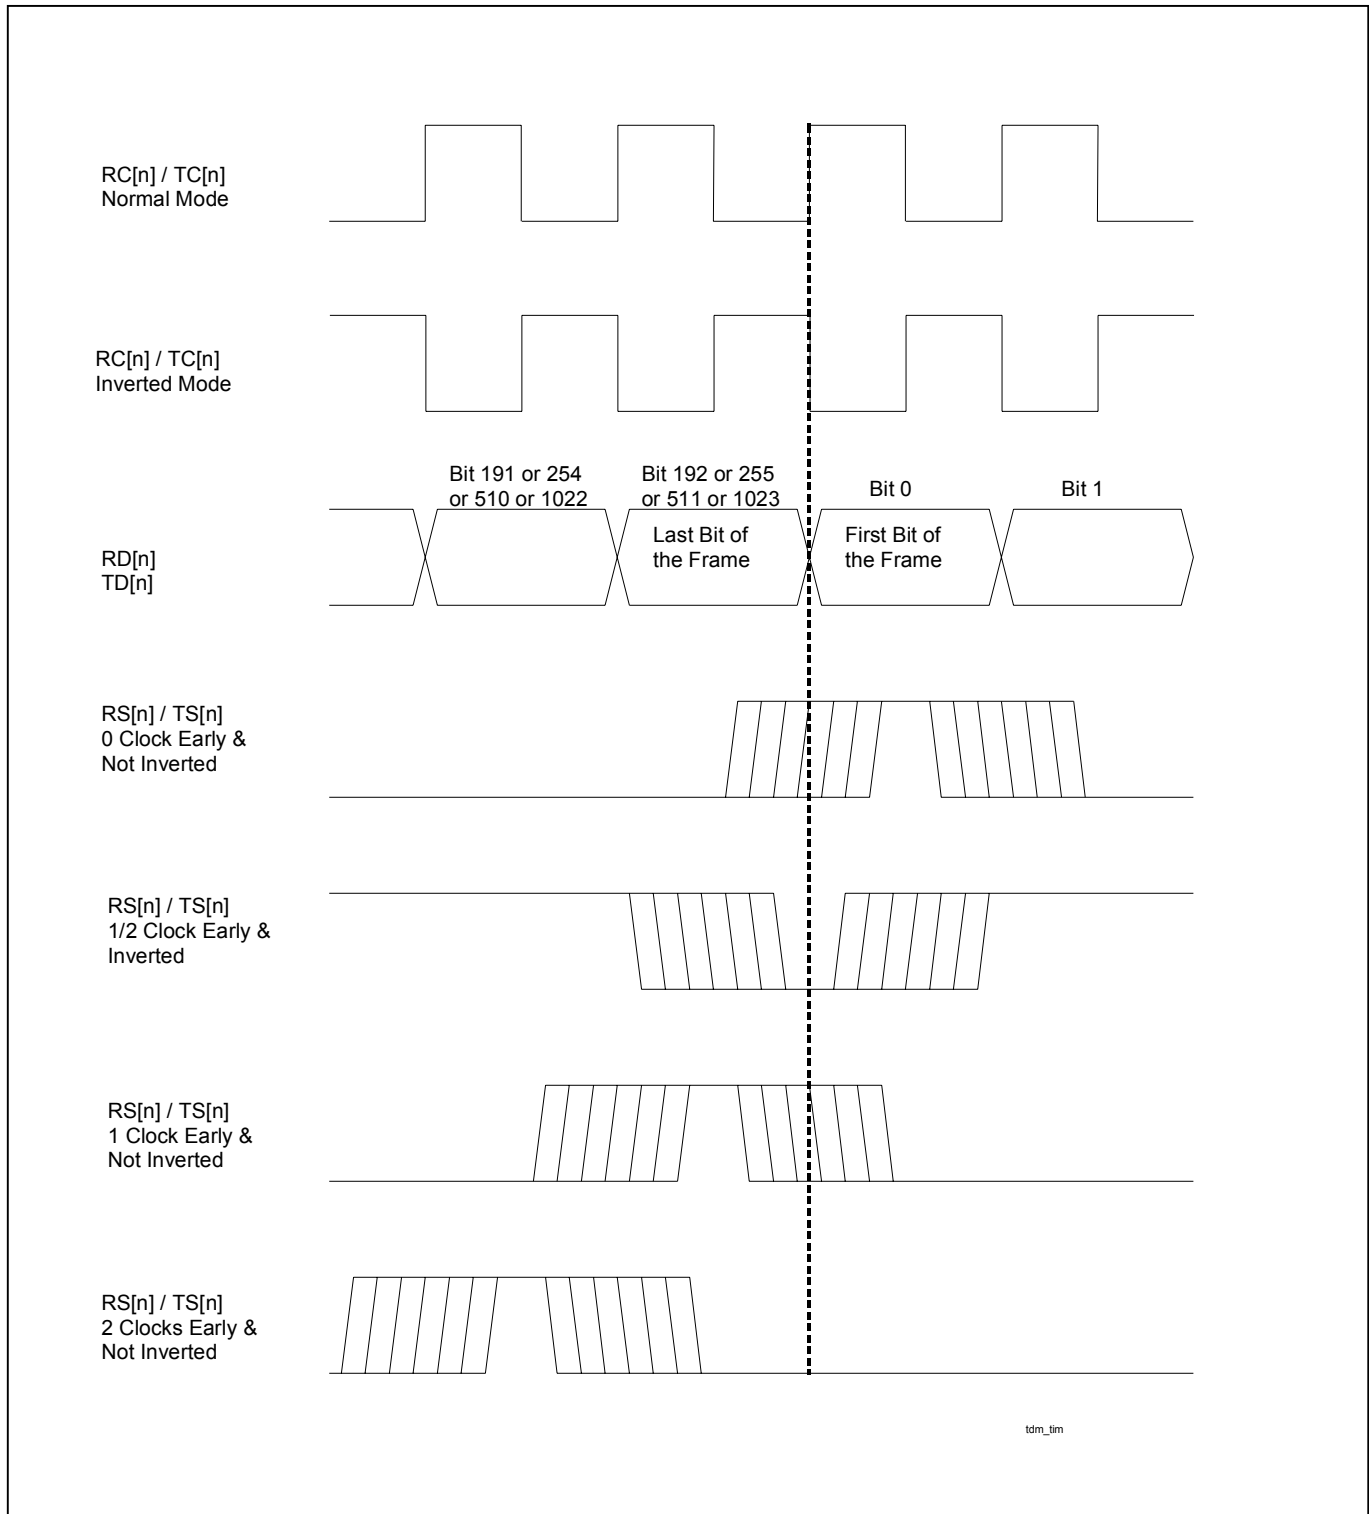 RC[n] / TC[n]
Normal Mode
RC[n] / TC[n]
Inverted Mode
Bit 191 or 254
or 510 or 1022
Bit 192 or 255
or 511 or 1023
Bit 0
Bit 1
Last Bit of
the Frame
First Bit of
the Frame
RD[n]
TD[n]
RS[n] / TS[n]
0 Clock Early &
Not Inverted
RS[n] / TS[n]
1/2 Clock Early &
Inverted
RS[n] / TS[n]
1 Clock Early &
Not Inverted
RS[n] / TS[n]
2 Clocks Early &
Not Inverted
tdm_tim